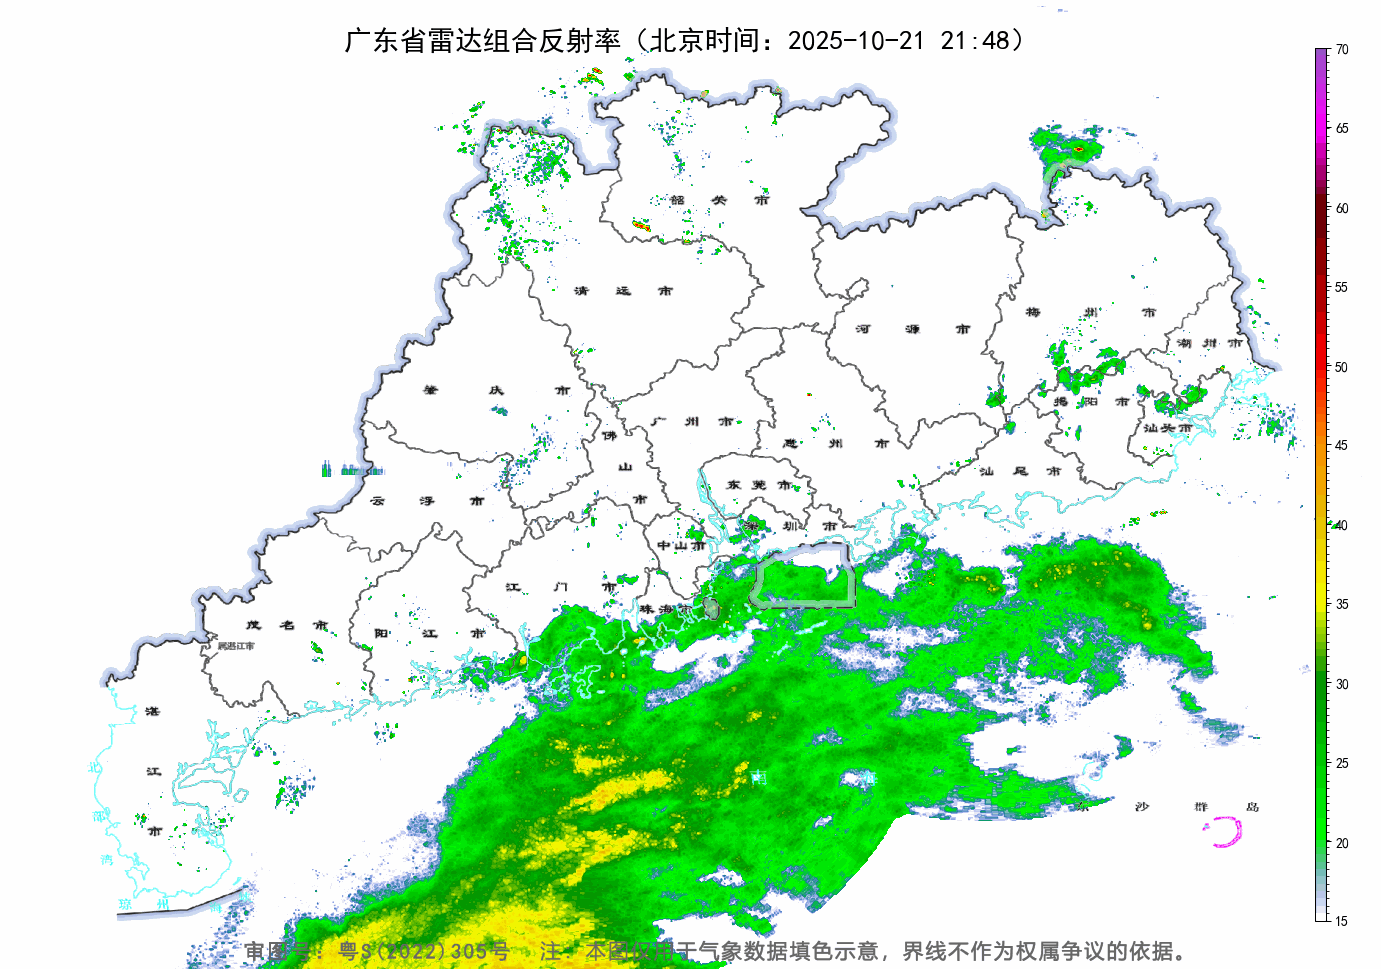 广东省雷达组合反射率（北京时间：2025-10-21 21:48）
70
65
60
55
50
45
40
35
30
25
20
15
韶 关 市
清 远 市
河 源 市
梅 州 市
潮 州 市
肇 庆 市
揭 阳 市
广 州 市
惠 州 市
汕头市
佛
山
市
东 莞 市
汕 尾 市
云 浮 市
深 圳 市
中山市
江 门 市
珠 海 市
茂 名 市
阳 江 市
属湛江市
湛
江
市
北
部
湾
南 海
东 沙 群 岛
琼 州 海 峡
审图号：粤S(2022)305号 注：本图仅用于气象数据填色示意，界线不作为权属争议的依据。